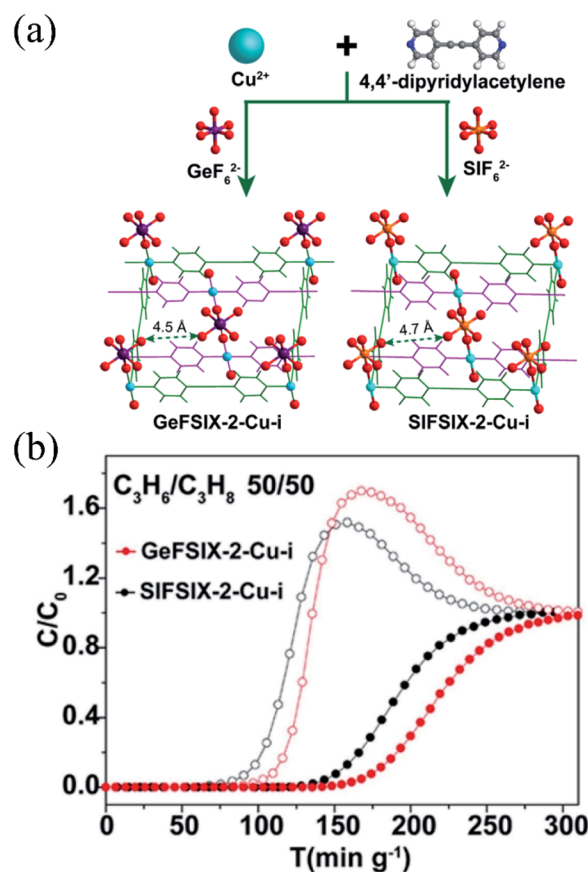 (a)
Cu²⁺
+
4,4'-dipyridylacetylene
GeF₆²⁻
SIF₆²⁻
4.5 Å
4.7 Å
GeFSIX-2-Cu-i
SIFSIX-2-Cu-i
(b)
C₃H₆/C₃H₈ 50/50
GeFSIX-2-Cu-i
SIFSIX-2-Cu-i
C/C₀
1.6
1.2
0.8
0.4
0.0
0 50 100 150 200 250 300
T(min g⁻¹)